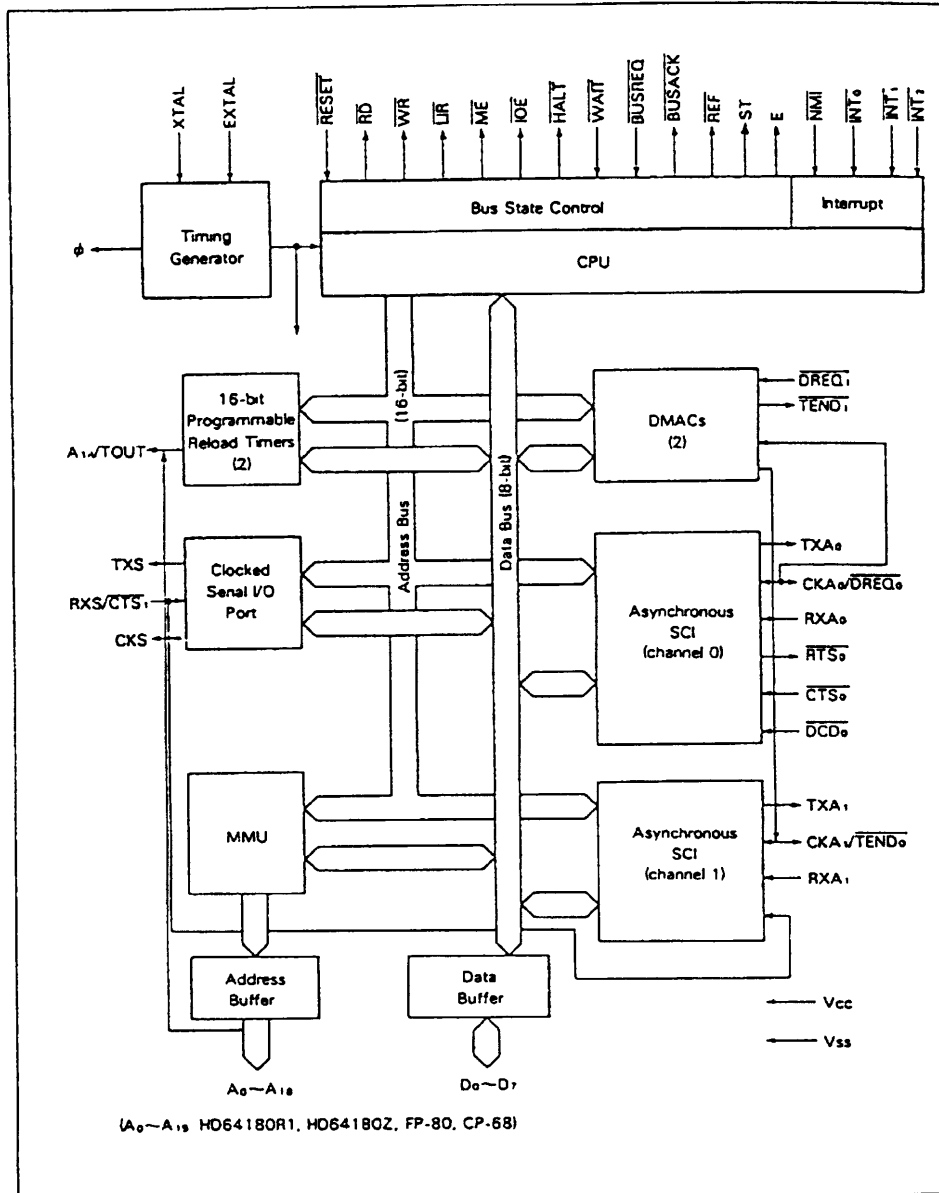 XTAL
EXTAL
RESET
RD
WR
LIR
ME
IOE
HALT
WAIT
BUSREQ
BUSACK
REF
ST
E
NMI
INT₀
INT₁
INT₂
Timing
Generator
ϕ
Bus State Control
Interrupt
CPU
16-bit
Programmable
Reload Timers
(2)
A₁₈/TOUT
(16-bit)
Address Bus
Data Bus (8-bit)
DMACs
(2)
DREQ₁
TEND₁
TXS
RXS/CTS₁
CKS
Clocked
Serial I/O
Port
Asynchronous
SCI
(channel 0)
TXA₀
CKA₀/DREQ₀
RXA₀
RTS₀
CTS₀
DCD₀
MMU
Asynchronous
SCI
(channel 1)
TXA₁
CKA₁/TEND₀
RXA₁
Address
Buffer
Data
Buffer
Vcc
Vss
A₀~A₁₈
D₀~D₇
(A₀~A₁₉ HD64180R1, HD64180Z, FP-80, CP-68)